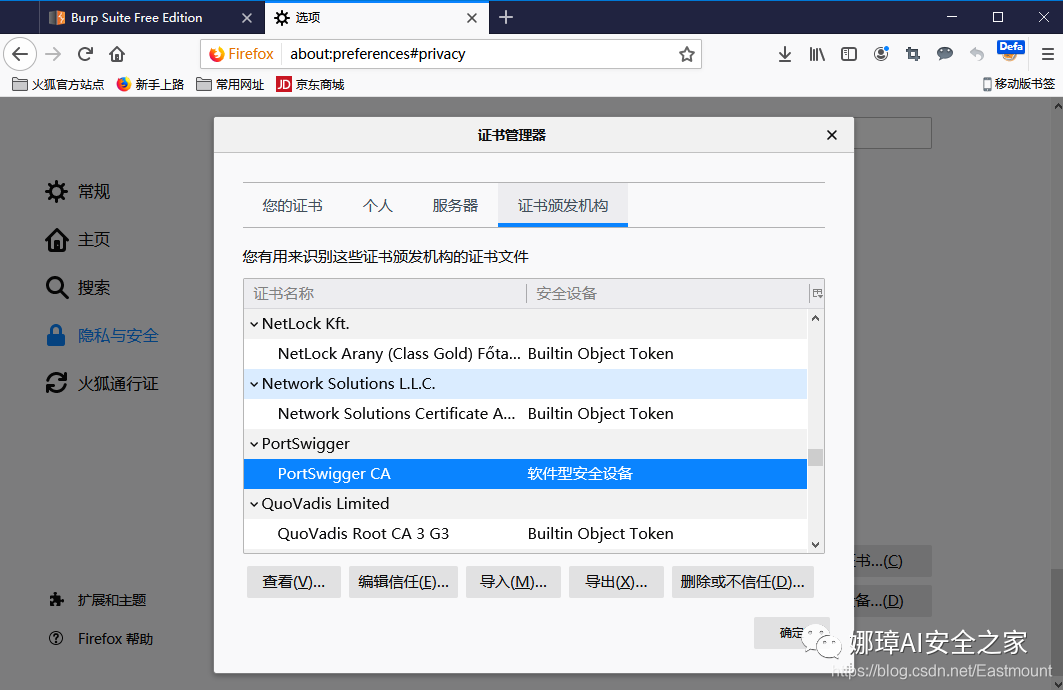 Burp Suite Free Edition
选项
Firefox about:preferences#privacy
Defa
火狐官方站点 新手上路 常用网址 JD 京东商城 移动版书签
证书管理器
常规
主页
搜索
隐私与安全
火狐通行证
您的证书 个人 服务器 证书颁发机构
您有用来识别这些证书颁发机构的证书文件
证书名称 安全设备
NetLock Kft.
NetLock Arany (Class Gold) Főta... Builtin Object Token
Network Solutions L.L.C.
Network Solutions Certificate A... Builtin Object Token
PortSwigger
PortSwigger CA 软件型安全设备
QuoVadis Limited
QuoVadis Root CA 3 G3 Builtin Object Token
查看(V)... 编辑信任(E)... 导入(M)... 导出(X)... 删除或不信任(D)...
书...(C)
备...(D)
扩展和主题
Firefox 帮助
确定
娜璋AI安全之家
https://blog.csdn.net/Eastmount